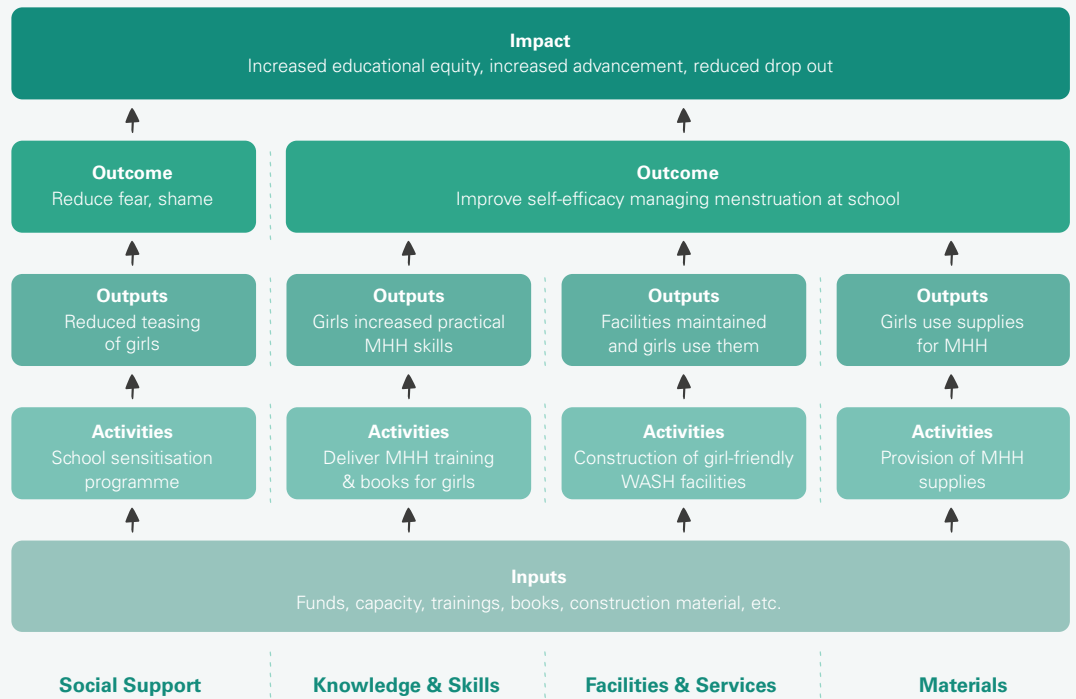 Impact
Increased educational equity, increased advancement, reduced drop out
Outcome
Reduce fear, shame
Outcome
Improve self-efficacy managing menstruation at school
Outputs
Reduced teasing
of girls
Outputs
Girls increased practical
MHH skills
Outputs
Facilities maintained
and girls use them
Outputs
Girls use supplies
for MHH
Activities
School sensitisation
programme
Activities
Deliver MHH training
& books for girls
Activities
Construction of girl-friendly
WASH facilities
Activities
Provision of MHH
supplies
Inputs
Funds, capacity, trainings, books, construction material, etc.
Social Support
Knowledge & Skills
Facilities & Services
Materials